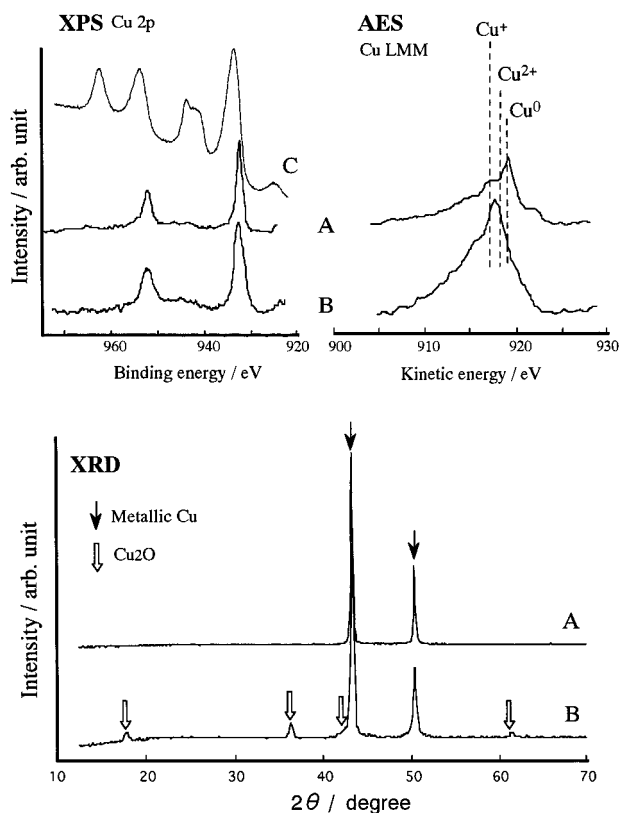 XPS Cu 2p
Intensity / arb. unit
C
A
B
960 940 920
Binding energy / eV
AES
Cu LMM
Cu⁺
Cu²⁺
Cu⁰
900 910 920 930
Kinetic energy / eV
XRD
Metallic Cu
Cu2O
Intensity / arb. unit
A
B
10 20 30 40 50 60 70
2θ / degree